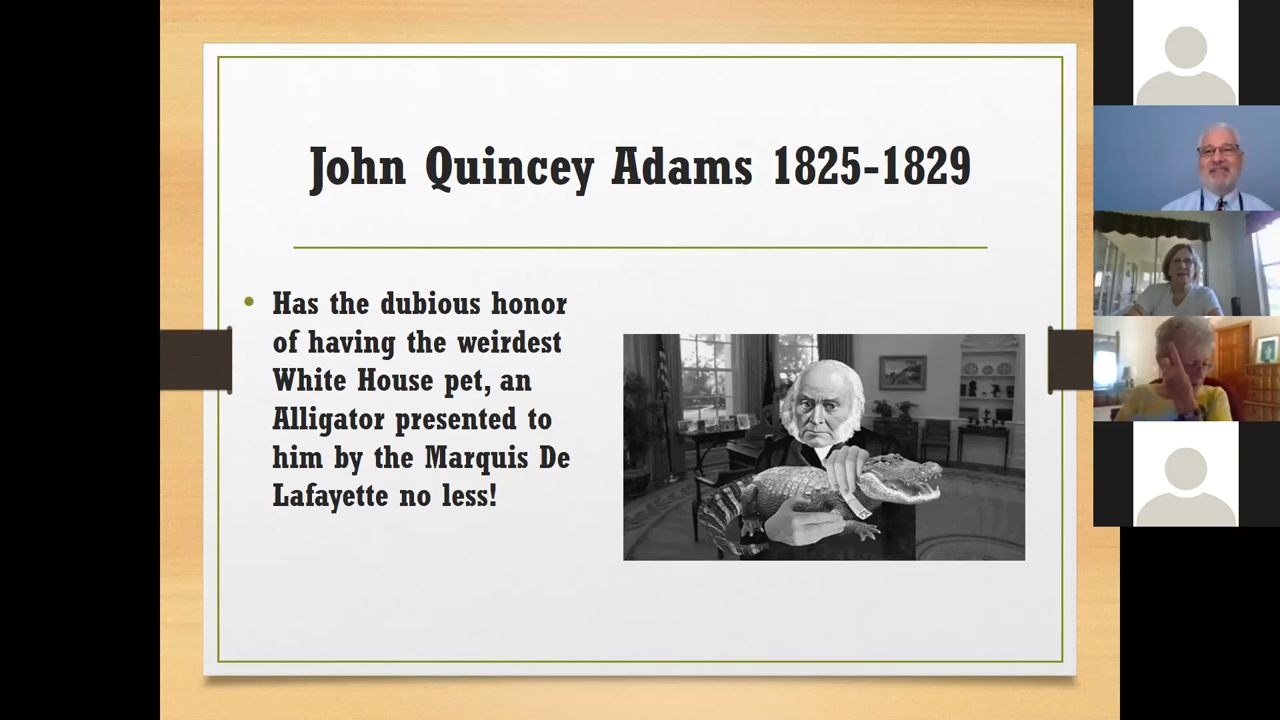 John Quincey Adams 1825-1829
• Has the dubious honor
of having the weirdest
White House pet, an
Alligator presented to
him by the Marquis De
Lafayette no less!